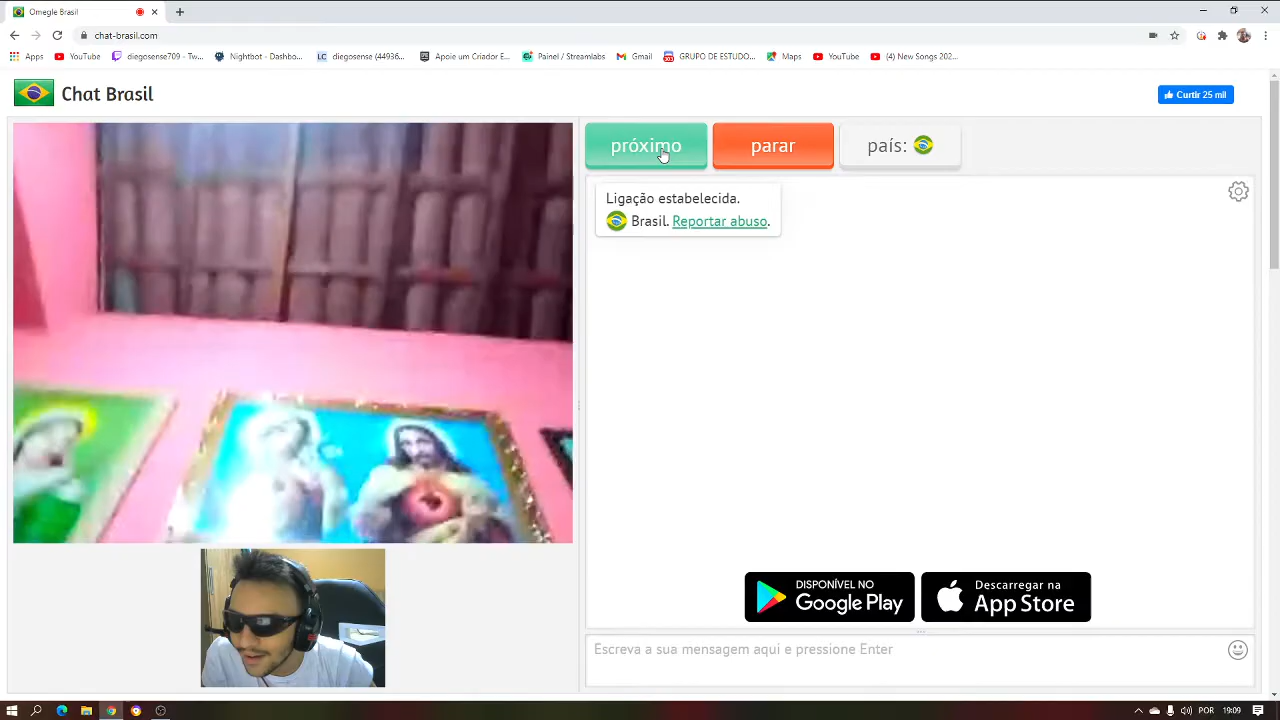 Omegle Brasil
chat-brasil.com
Apps
YouTube
diegosense709 - Tw...
Nightbot - Dashbo...
LC
diegosense (44936...
Apoie um Criador E...
Painel / Streamlabs
Gmail
GRUPO DE ESTUDO...
Maps
YouTube
(4) New Songs 202...
Chat Brasil
Curtir 25 mil
próximo
parar
país:
Ligação estabelecida.
Brasil. Reportar abuso.
DISPONÍVEL NO
Google Play
Descarregar na
App Store
Escreva a sua mensagem aqui e pressione Enter
POR
19:09